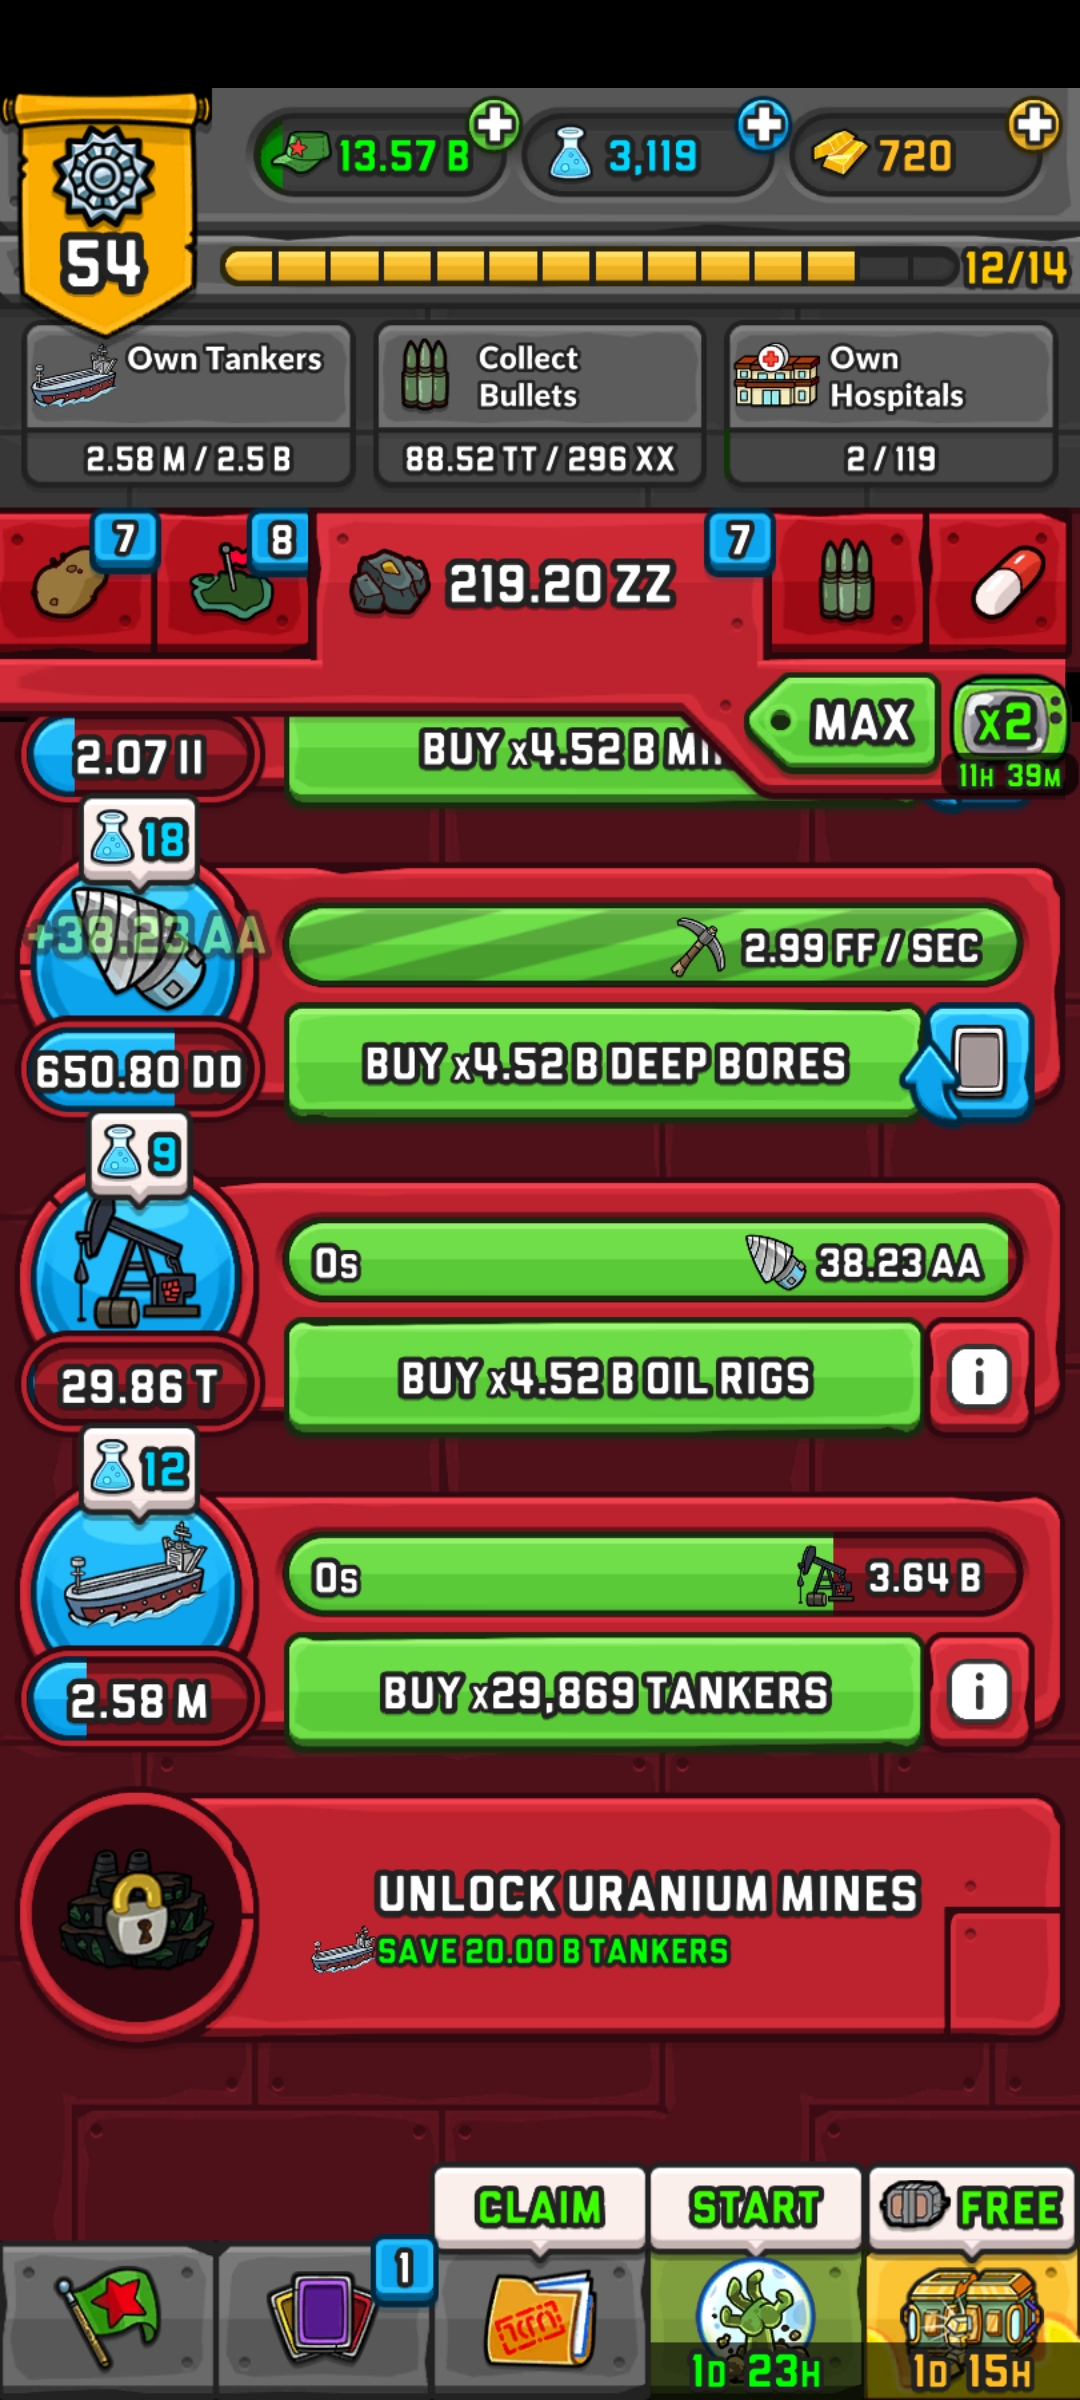 54
13.57 B
3,119
720
12/14
Own Tankers
2.58 M / 2.5 B
Collect
Bullets
88.52 TT / 296 XX
Own
Hospitals
2 / 119
7
8
219.20 ZZ
7
MAX
x2
11H 39M
2.07 II
BUY x4.52 B
18
+38.23 AA
2.99 FF / SEC
650.80 DD
BUY x4.52 B DEEP BORES
9
0s
38.23 AA
29.86 T
BUY x4.52 B OIL RIGS
i
12
0s
3.64 B
2.58 M
BUY x29,869 TANKERS
i
UNLOCK URANIUM MINES
SAVE 20.00 B TANKERS
CLAIM
START
FREE
1
1D 23H
1D 15H